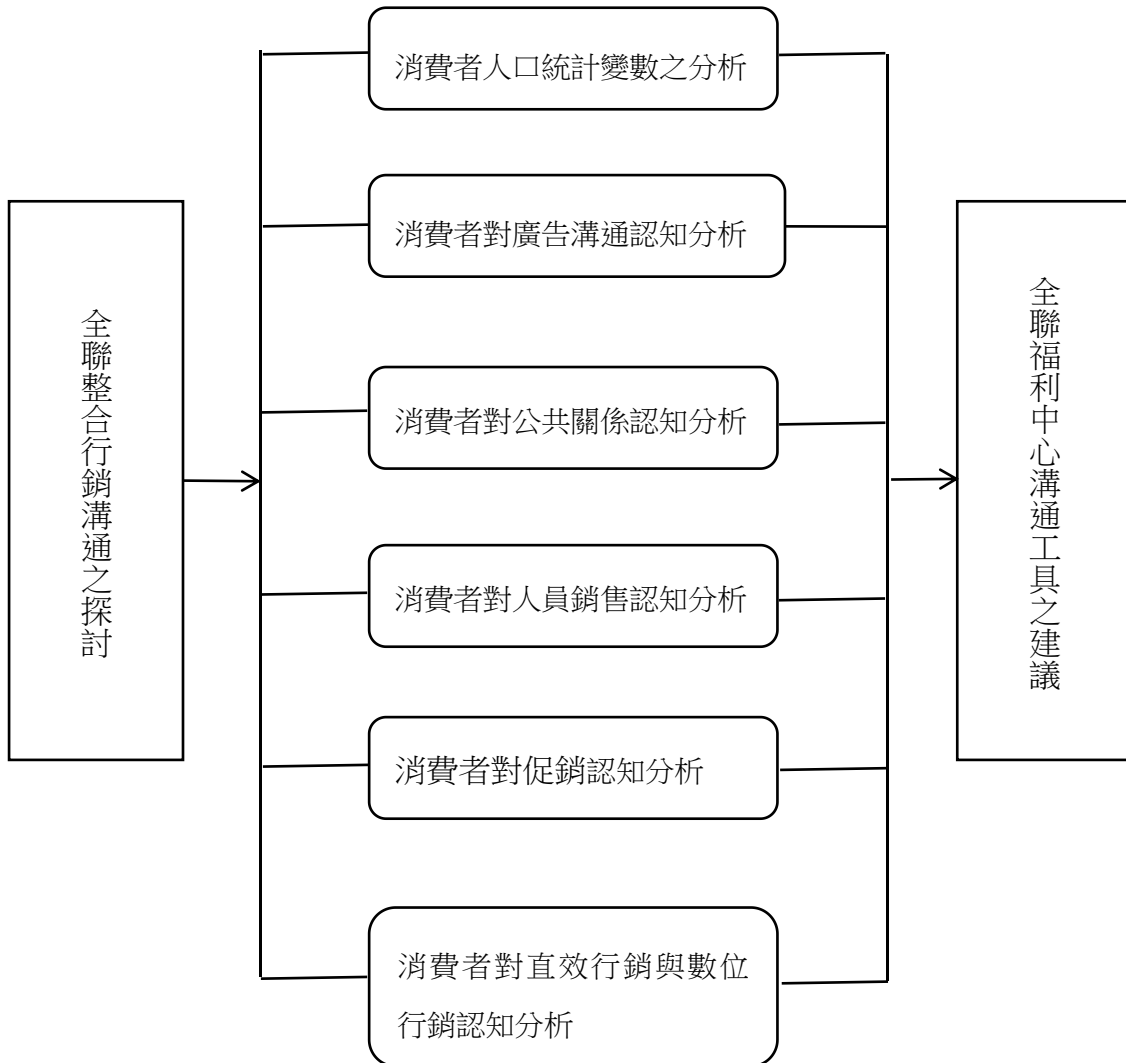 全聯整合行銷溝通之探討
消費者人口統計變數之分析
消費者對廣告溝通認知分析
消費者對公共關係認知分析
消費者對人員銷售認知分析
消費者對促銷認知分析
消費者對直效行銷與數位
行銷認知分析
全聯福利中心溝通工具之建議